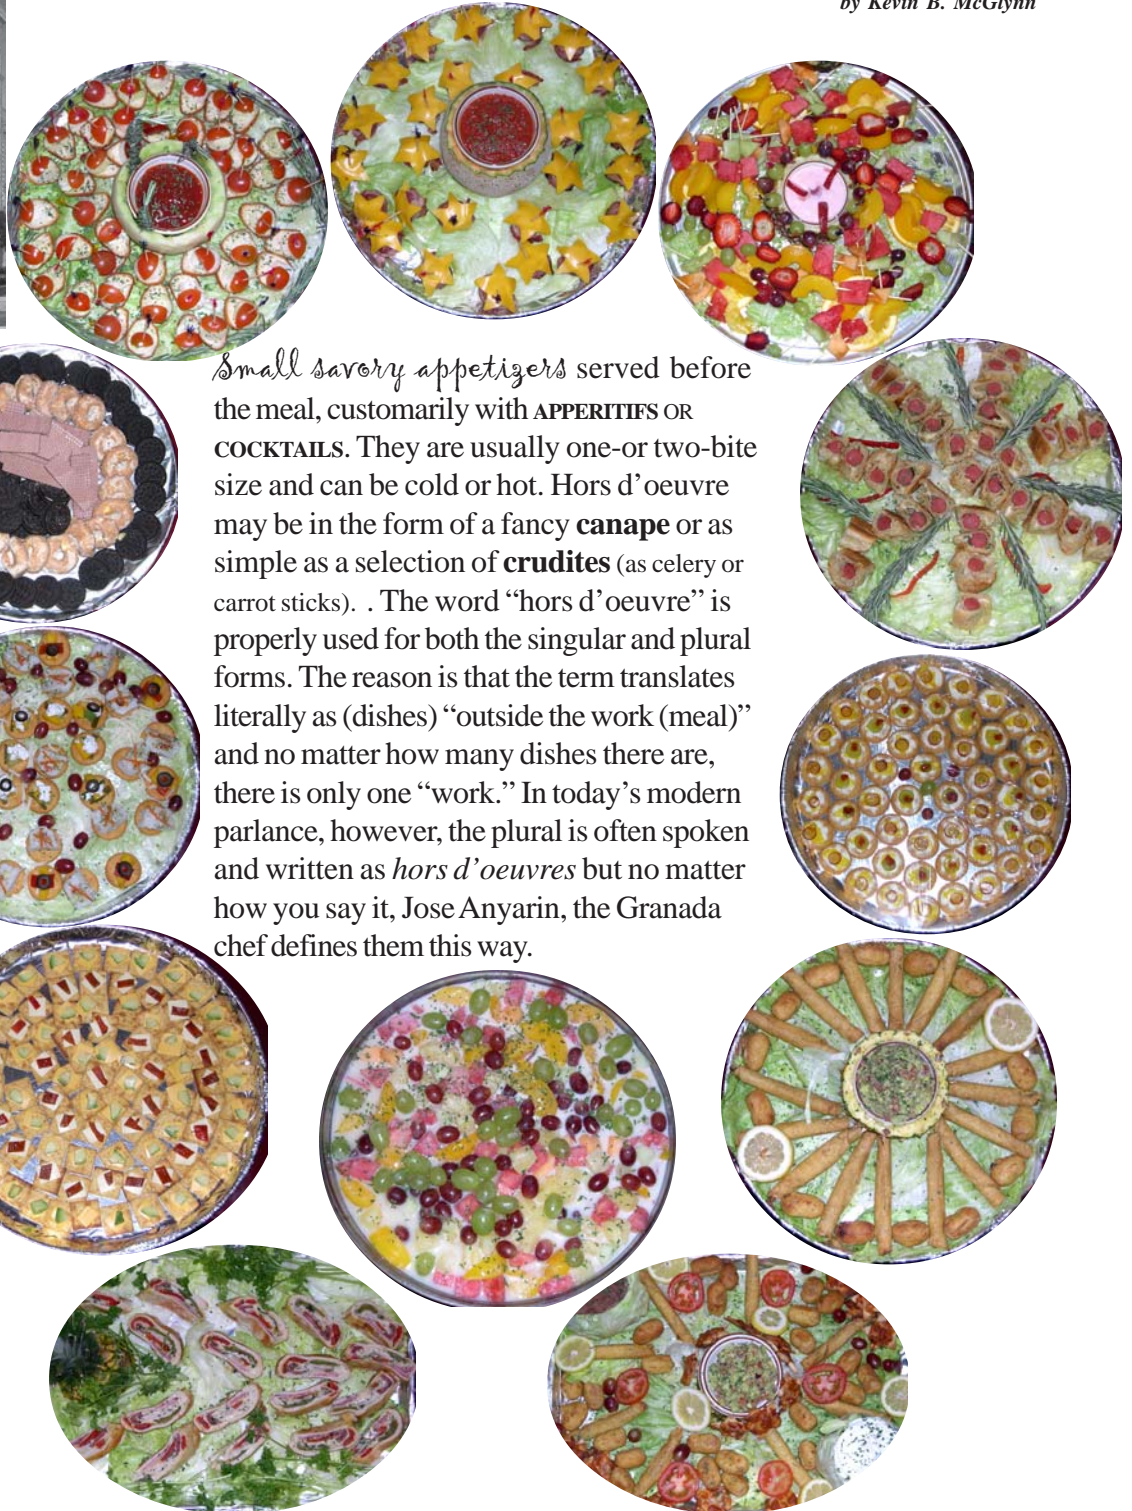 by Kevin B. McGlynn
Small savory appetizers served before
the meal, customarily with APPERITIFS OR
COCKTAILS. They are usually one-or two-bite
size and can be cold or hot. Hors d’oeuvre
may be in the form of a fancy canape or as
simple as a selection of crudites (as celery or
carrot sticks). . The word “hors d’oeuvre” is
properly used for both the singular and plural
forms. The reason is that the term translates
literally as (dishes) “outside the work (meal)”
and no matter how many dishes there are,
there is only one “work.” In today’s modern
parlance, however, the plural is often spoken
and written as hors d’oeuvres but no matter
how you say it, Jose Anyarin, the Granada
chef defines them this way.